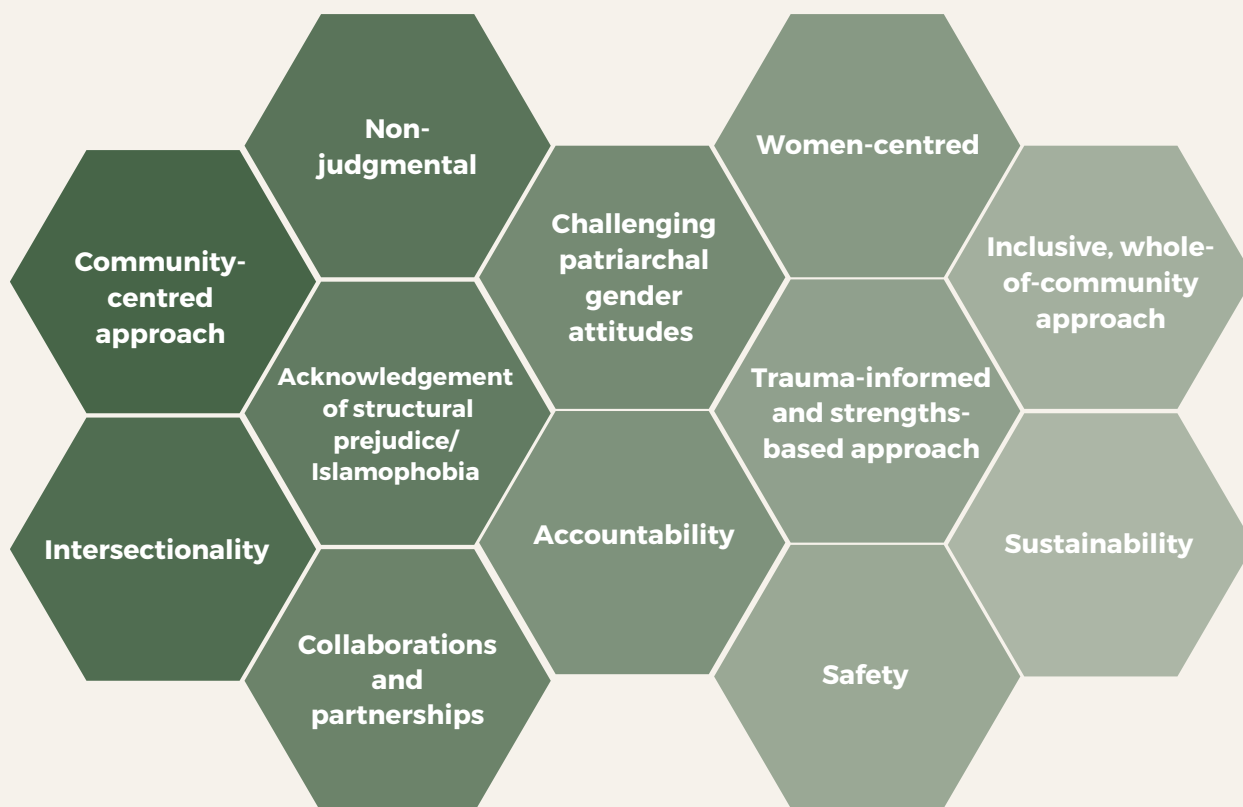 Community-
centred
approach
Intersectionality
Non-
judgmental
Acknowledgement
of structural
prejudice/
Islamophobia
Collaborations
and
partnerships
Challenging
patriarchal
gender
attitudes
Accountability
Women-centred
Trauma-informed
and strengths-
based approach
Safety
Inclusive, whole-
of-community
approach
Sustainability